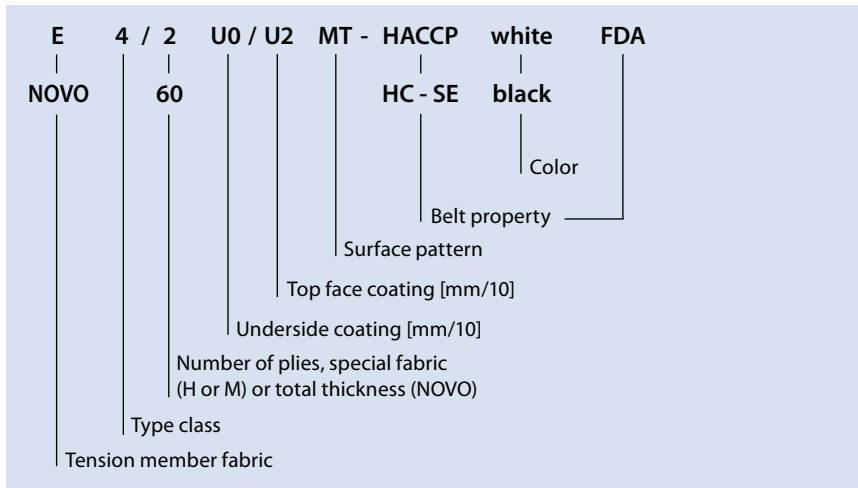 E 4 / 2 U0 / U2 MT - HACCP white FDA
NOVO 60 HC - SE black
Color
Belt property
Surface pattern
Top face coating [mm/10]
Underside coating [mm/10]
Number of plies, special fabric
(H or M) or total thickness (NOVO)
Type class
Tension member fabric